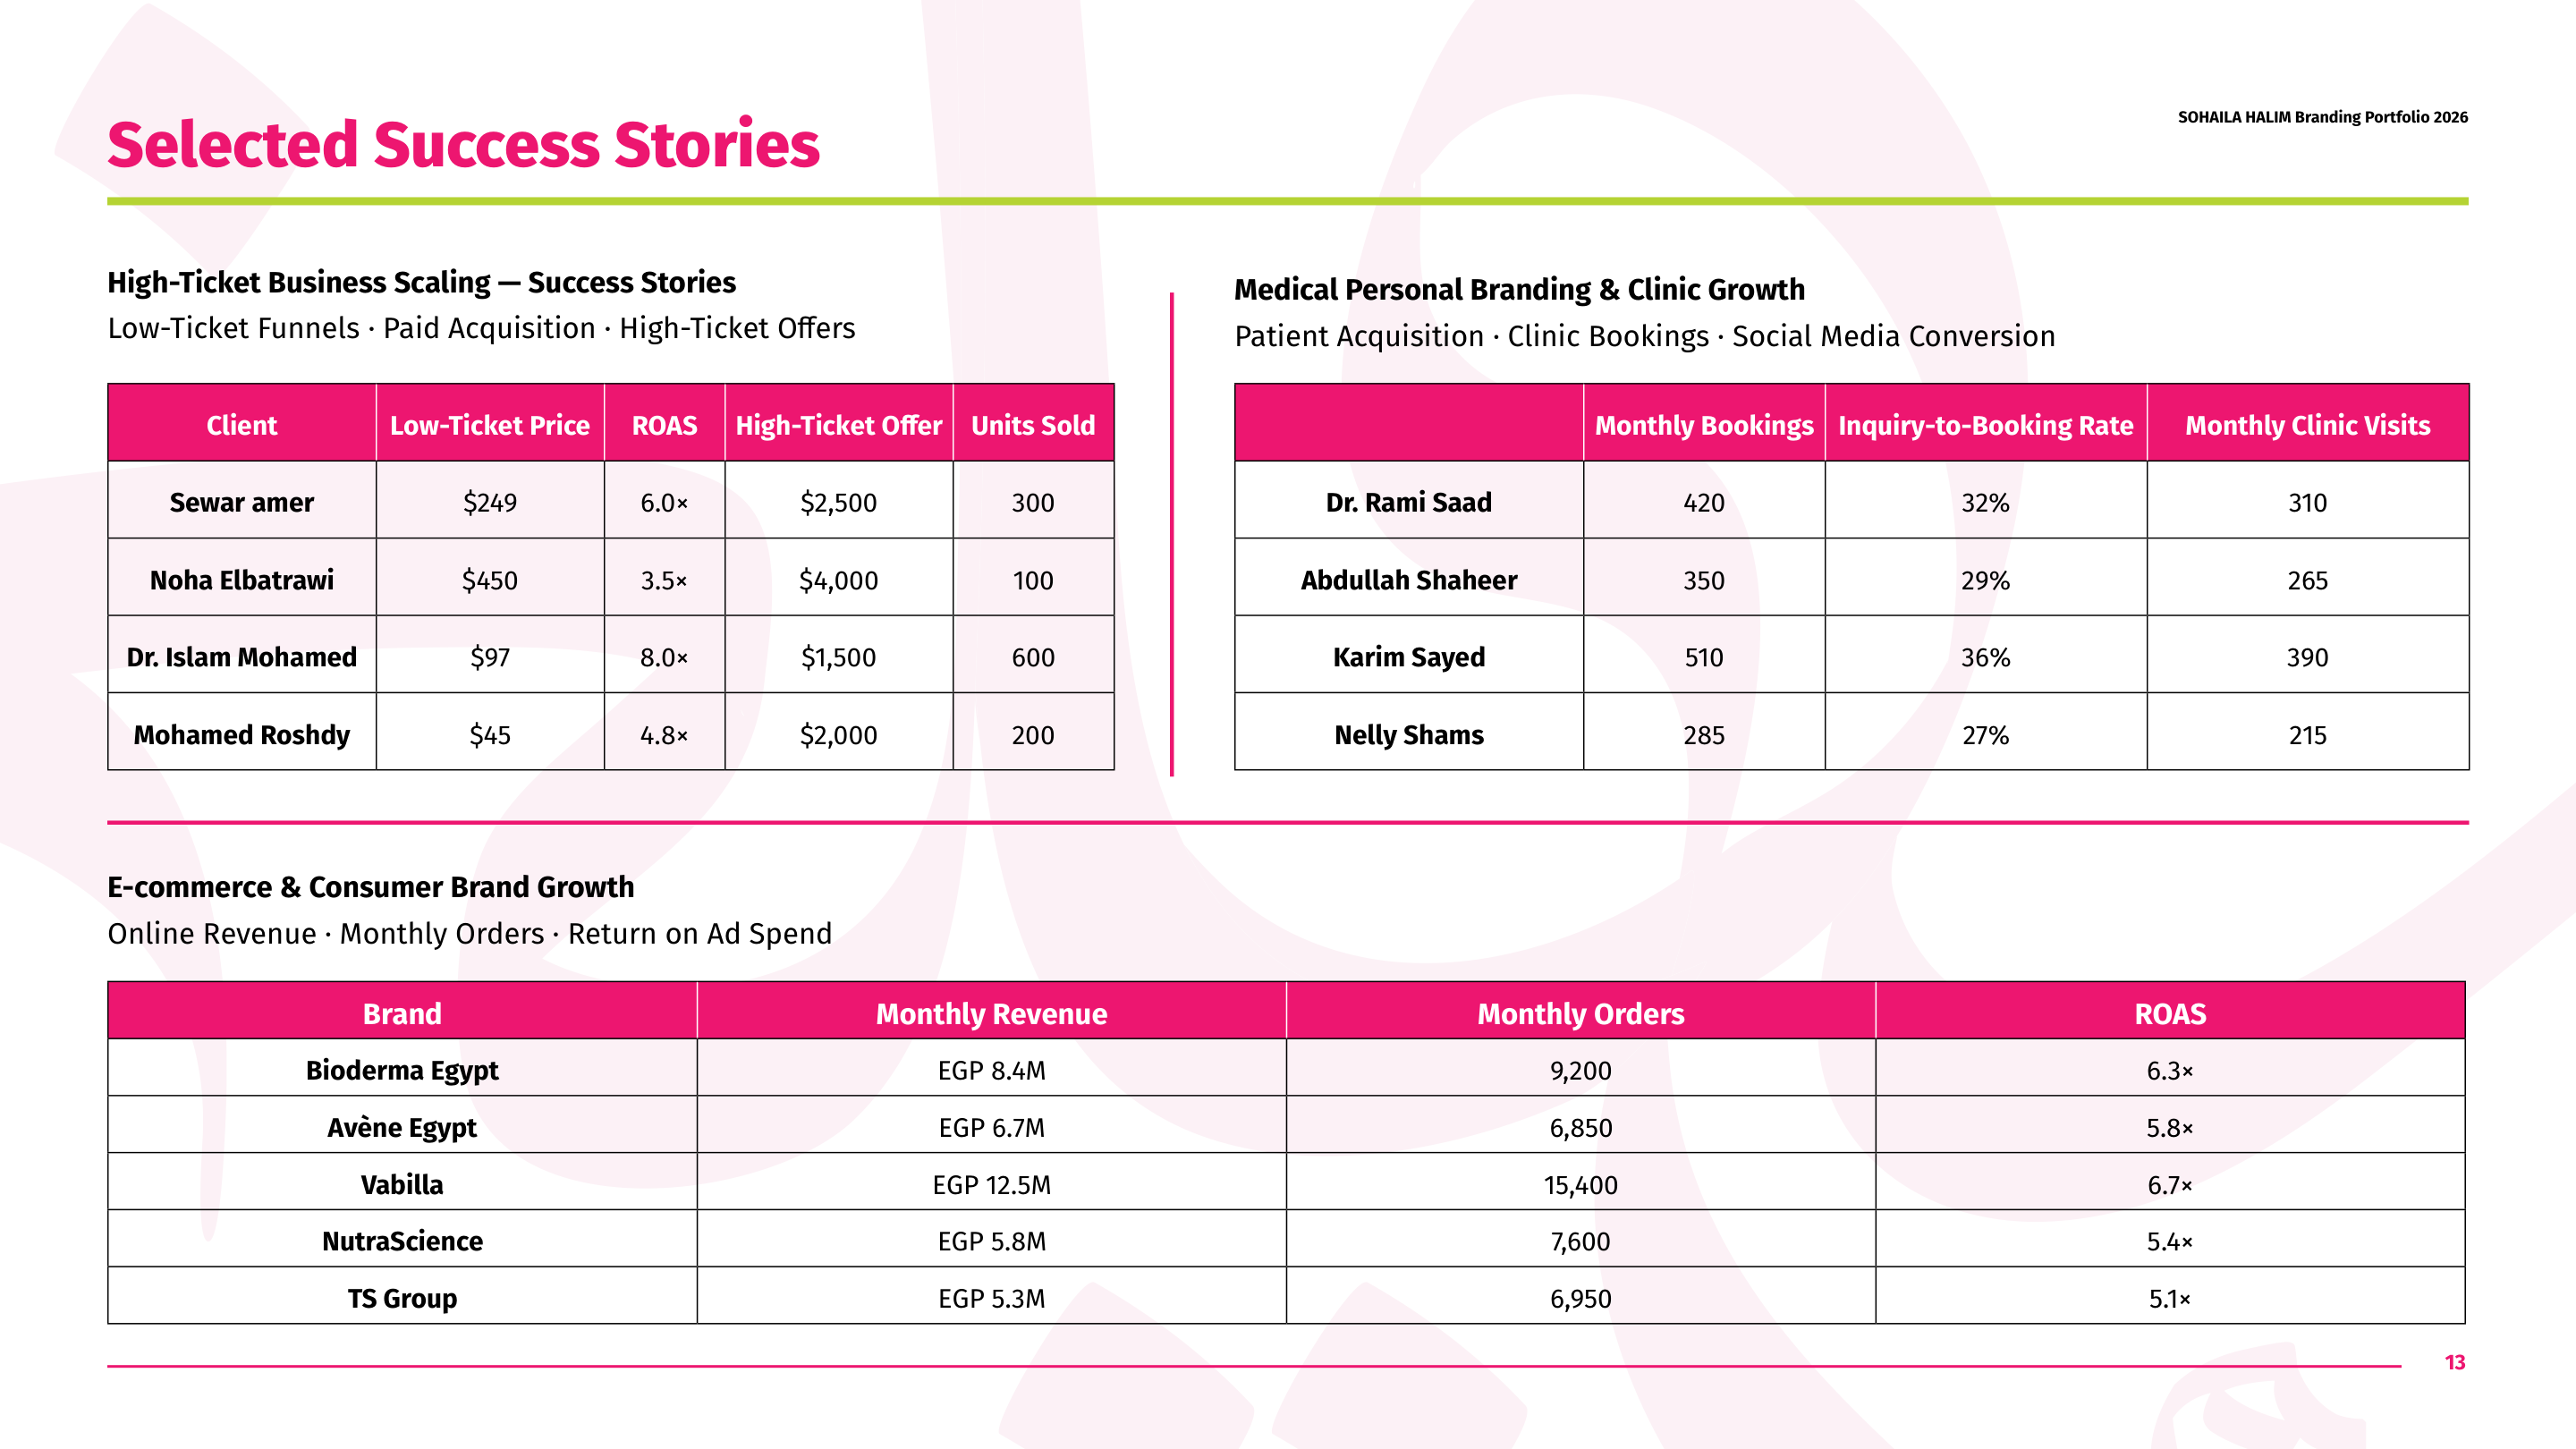 Selected Success Stories
SOHAILA HALIM Branding Portfolio 2026
High-Ticket Business Scaling — Success Stories
Low-Ticket Funnels · Paid Acquisition · High-Ticket Offers
Client Low-Ticket Price ROAS High-Ticket Offer Units Sold
Sewar amer $249 6.0× $2,500 300
Noha Elbatrawi $450 3.5× $4,000 100
Dr. Islam Mohamed $97 8.0× $1,500 600
Mohamed Roshdy $45 4.8× $2,000 200
Medical Personal Branding & Clinic Growth
Patient Acquisition · Clinic Bookings · Social Media Conversion
Monthly Bookings Inquiry-to-Booking Rate Monthly Clinic Visits
Dr. Rami Saad 420 32% 310
Abdullah Shaheer 350 29% 265
Karim Sayed 510 36% 390
Nelly Shams 285 27% 215
E-commerce & Consumer Brand Growth
Online Revenue · Monthly Orders · Return on Ad Spend
Brand Monthly Revenue Monthly Orders ROAS
Bioderma Egypt EGP 8.4M 9,200 6.3×
Avène Egypt EGP 6.7M 6,850 5.8×
Vabilla EGP 12.5M 15,400 6.7×
NutraScience EGP 5.8M 7,600 5.4×
TS Group EGP 5.3M 6,950 5.1×
13